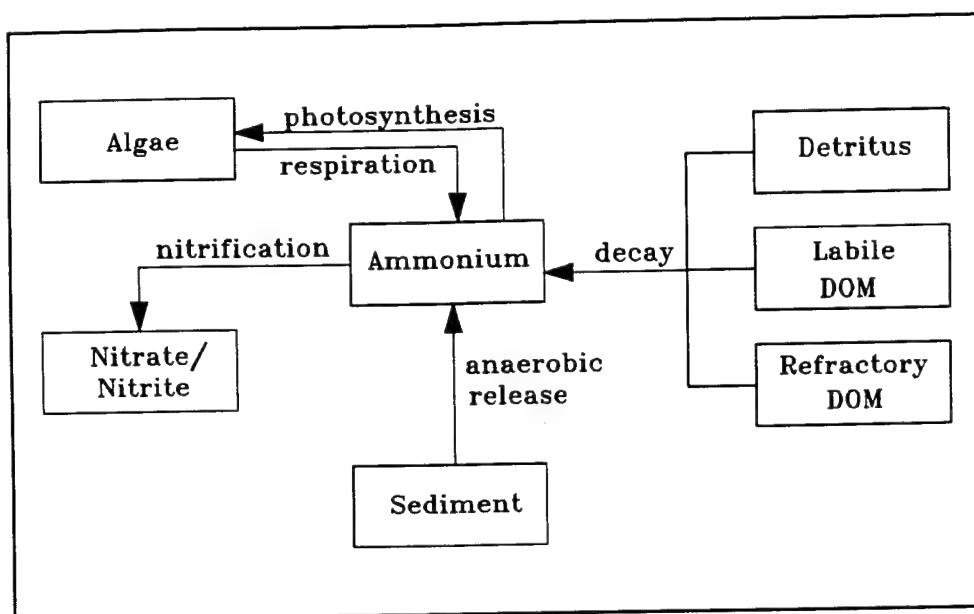 Algae
photosynthesis
respiration
Detritus
nitrification
Ammonium
decay
Labile
DOM
Nitrate/
Nitrite
anaerobic
release
Refractory
DOM
Sediment